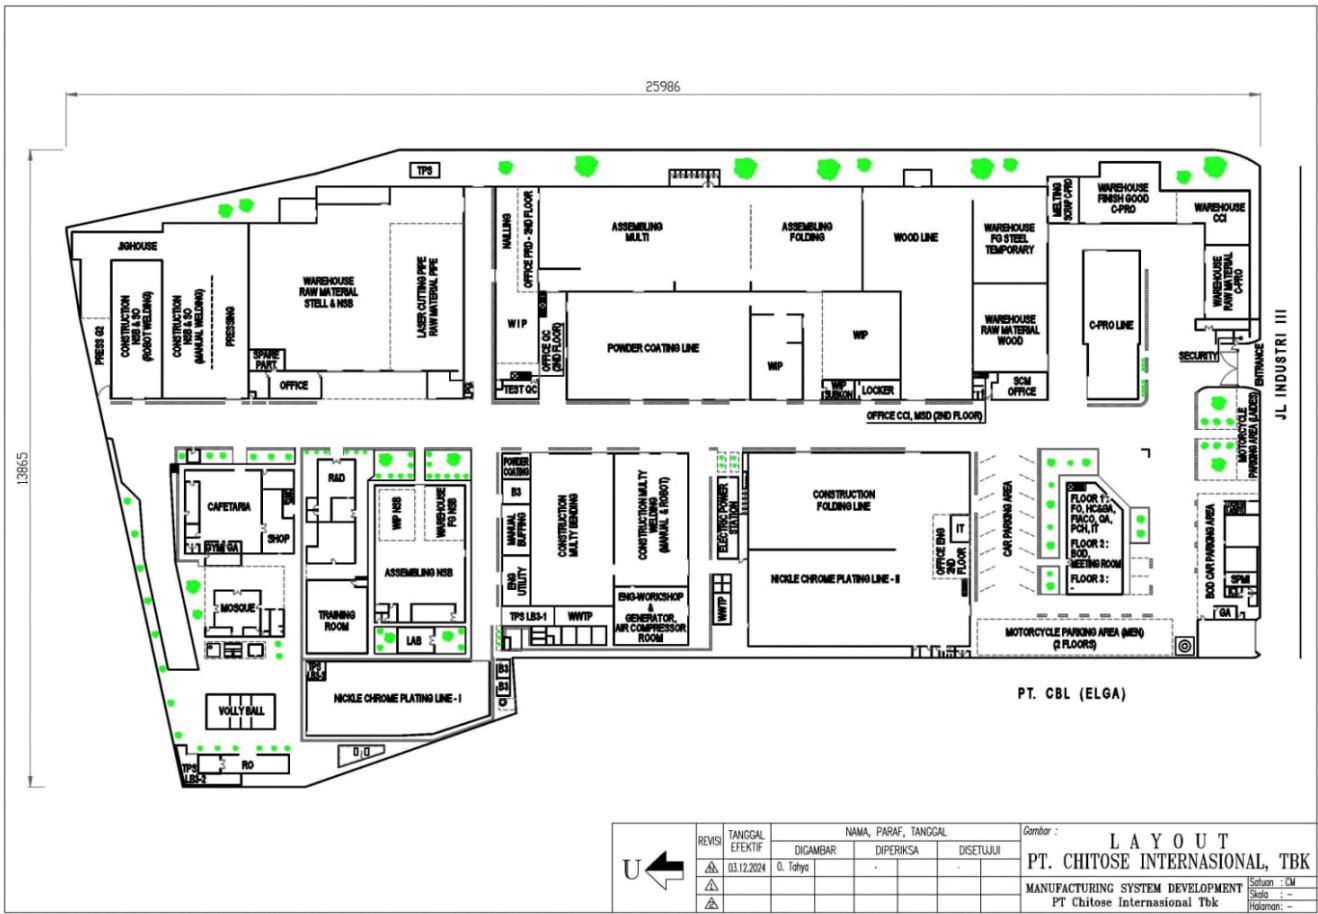 25986
13865
TPS
JIGHOUSE
CONSTRUCTION
NSB & SO
(ROBOT WELDING)
CONSTRUCTION
NSB & SO
(MANUAL WELDING)
PRESSING
PRESS G2
WAREHOUSE
RAW MATERIAL
STELL & NSB
LASER CUTTING PIPE
RAW MATERIAL PIPE
SPARE
PART
OFFICE
LPG
NAILLING
OFFICE PRD - 2ND FLOOR
WIP
OFFICE QC
(2ND FLOOR)
TEST QC
ASSEMBLING
MULTI
ASSEMBLING
FOLDING
WOOD LINE
POWDER COATING LINE
WIP
WIP
WIP
SUBKON
LOCKER
OFFICE CCI, MSD (2ND FLOOR)
WAREHOUSE
FG STEEL
TEMPORARY
WAREHOUSE
RAW MATERIAL
WOOD
SCM
OFFICE
MELTING
SCRAP C-PRO
WAREHOUSE
FINISH GOOD
C-PRO
WAREHOUSE
CCI
WAREHOUSE
RAW MATERIAL
C-PRO
C-PRO LINE
SECURITY
ENTRANCE
JL INDUSTRI III
MOTORCYCLE
PARKING AREA (LADIES)
CAFETARIA
SHOP
GYM
GA
MOSQUE
VOLLY BALL
RO
TPS
LB3-2
R&D
TRAINING
ROOM
WIP NSB
WAREHOUSE
FG NSB
ASSEMBLING NSB
LAB
TPS
LB3-3
NICKLE CHROME PLATING LINE - I
POWDER
COATING
B3
MANUAL
BUFFING
ENG
UTILITY
CONSTRUCTION
MULTY BENDING
CONSTRUCTION MULTY
WELDING
(MANUAL & ROBOT)
TPS LB3-1
WWTP
ENG-WORKSHOP
&
GENERATOR,
AIR COMPRESSOR
ROOM
B3
B3
ELECTRIC POWER
STATION
WWTP
CONSTRUCTION
FOLDING LINE
NICKLE CHROME PLATING LINE - II
OFFICE ENG
2ND
FLOOR
IT
CAR PARKING AREA
FLOOR 1 :
FO, HC&GA,
FIACO, QA,
PCH, IT
FLOOR 2 :
BOD,
MEETING ROOM
FLOOR 3 :
-
BOD CAR PARKING AREA
SPMI
K3
GA
MOTORCYCLE PARKING AREA (MEN)
(2 FLOORS)
PT. CBL (ELGA)
U
REVISI
TANGGAL
EFEKTIF
NAMA, PARAF, TANGGAL
DIGAMBAR
DIPERIKSA
DISETUJUI
03.12.2024
O. Tahya
Gambar :
LAYOUT
PT. CHITOSE INTERNASIONAL, TBK
MANUFACTURING SYSTEM DEVELOPMENT
PT Chitose Internasional Tbk
Satuan : CM
Skala : -
Halaman: -